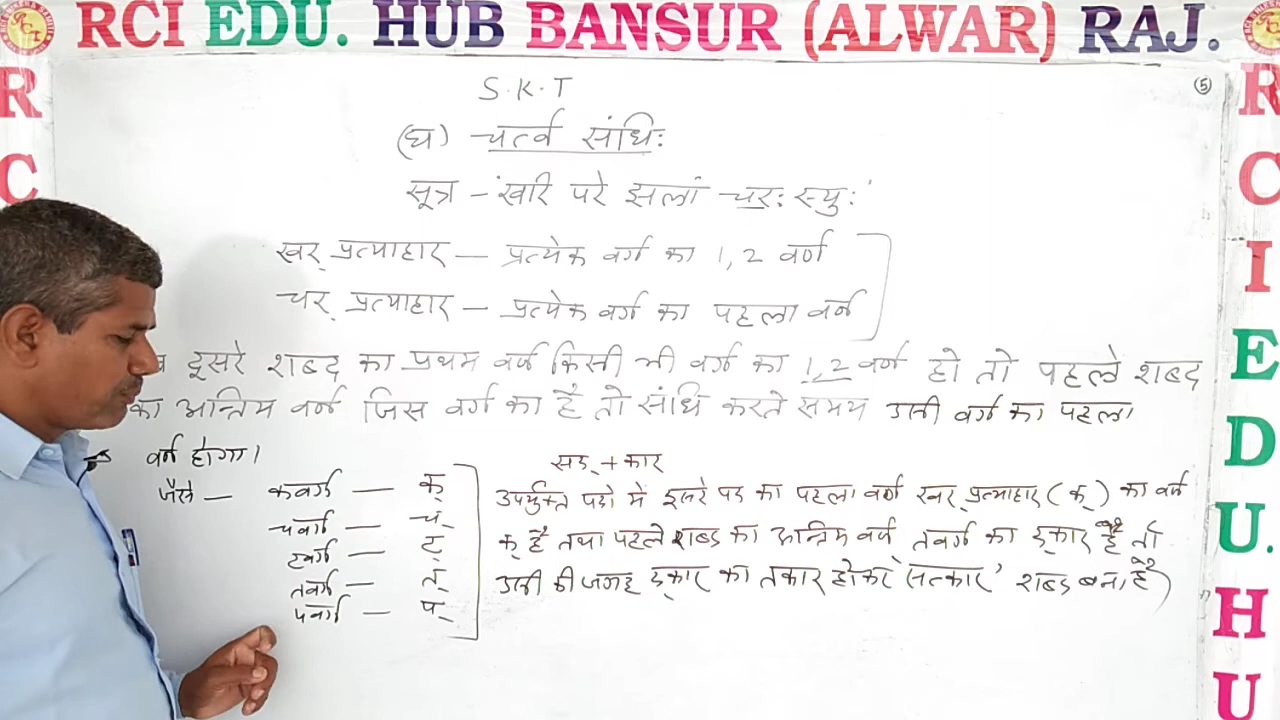 RCI EDU. HUB BANSUR (ALWAR) RAJ.
S.K.T
5
(घ) चर्त्व संधिः
सूत्र - 'खरि परे झलां चरः स्युः'
खर् प्रत्याहार — प्रत्येक वर्ग का 1, 2 वर्ण
चर् प्रत्याहार — प्रत्येक वर्ग का पहला वर्ण
दूसरे शब्द का प्रथम वर्ण किसी भी वर्ग का 1, 2 वर्ण हो तो पहले शब्द
का अन्तिम वर्ण जिस वर्ग का है तो संधि करते समय उसी वर्ग का पहला
वर्ण होगा।
जैसे — कवर्ग — क्
चवर्ग — च्
टवर्ग — ट्
तवर्ग — त्
पवर्ग — प्
सद् + कार
उपर्युक्त पदो में दूसरे पद का पहला वर्ण खर् प्रत्याहार (क्) का वर्ण
क् है तथा पहले शब्द का अन्तिम वर्ण तवर्ग का द्कार है तो
उसी की जगह द्कार का तकार होकर 'सत्कार' शब्द बना है
R
C
R
C
I
E
D
U.
H
U